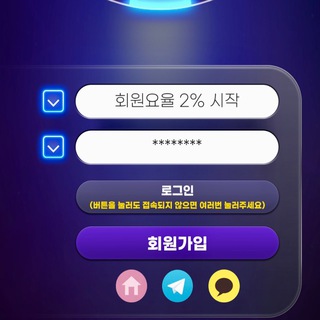 회원요율 2% 시작
********
로그인
(버튼을 눌러도 접속되지 않으면 여러번 눌러주세요)
회원가입